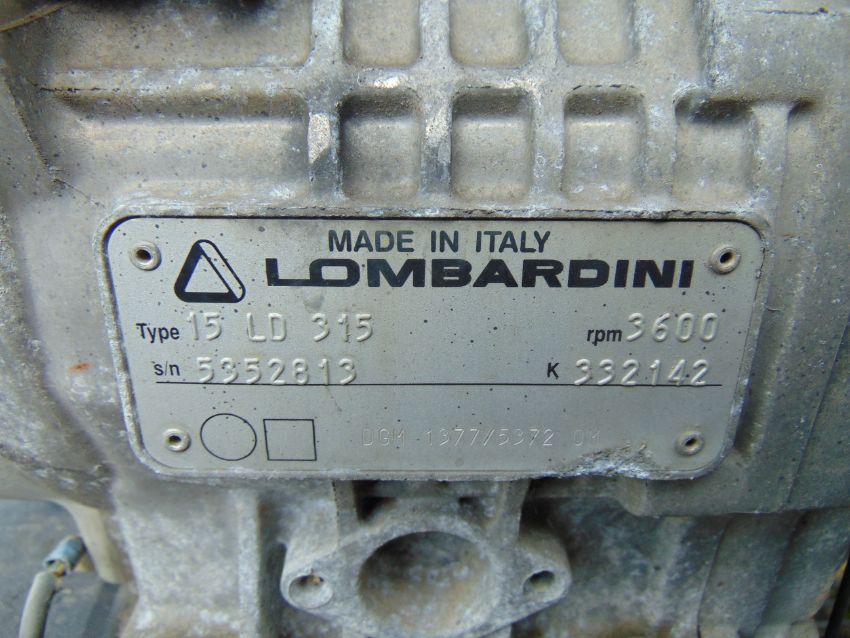 MADE IN ITALY
LOMBARDINI
Type 15 LD 315 rpm 3600
s/n 5352813 K 332142
DGM 1377/5372 OM